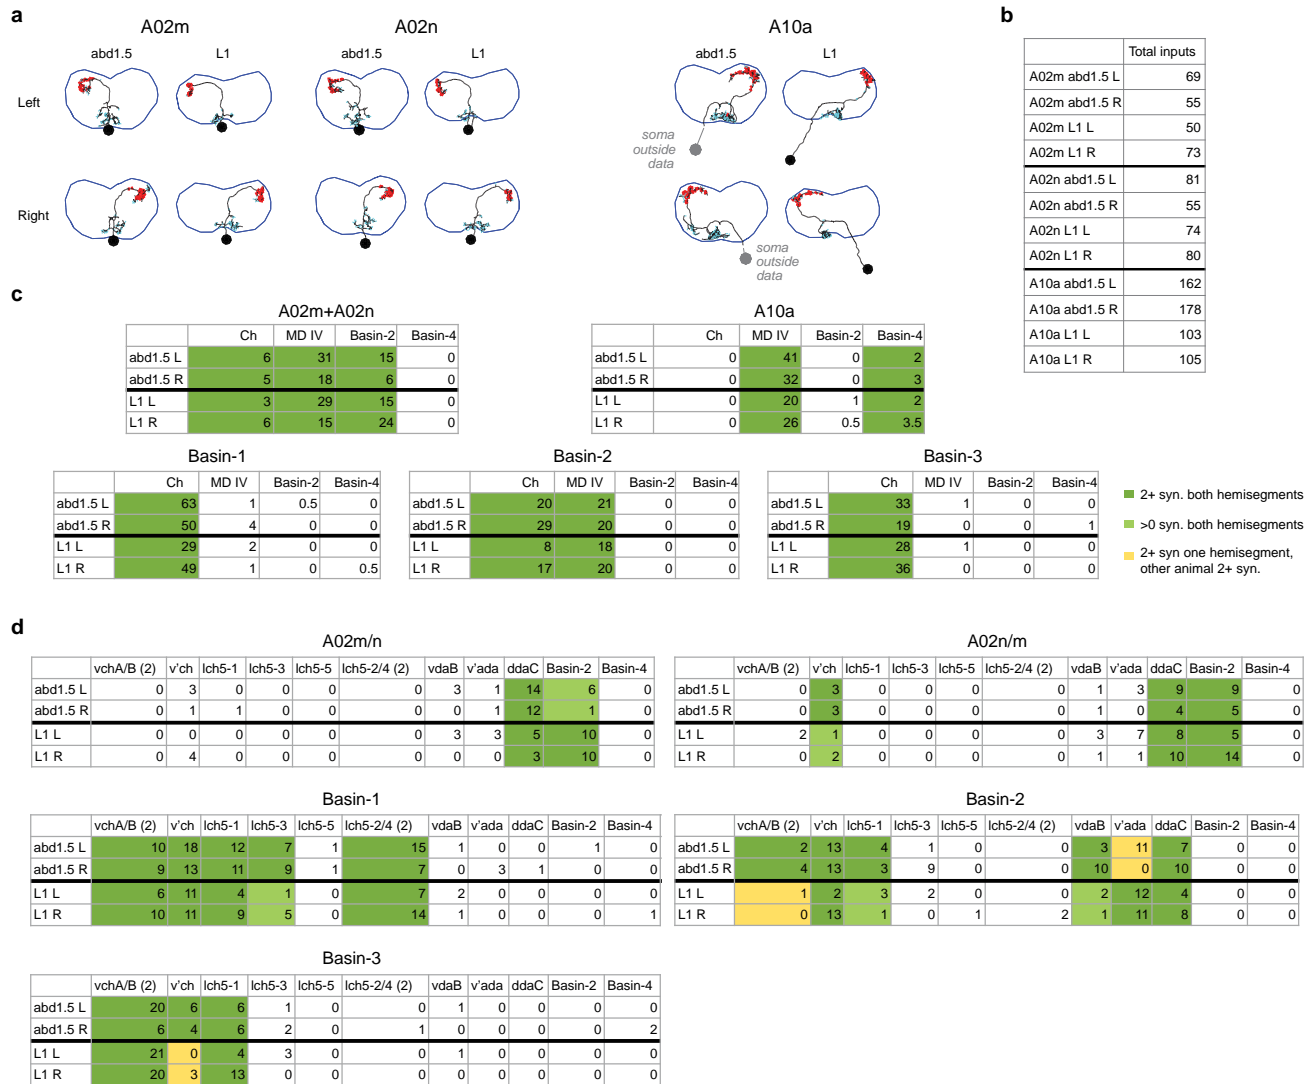 a
A02m A02n A10a
abd1.5 L1 abd1.5 L1 abd1.5 L1
Left
soma
outside
data
Right
soma
outside
data
b
Total inputs
A02m abd1.5 L 69
A02m abd1.5 R 55
A02m L1 L 50
A02m L1 R 73
A02n abd1.5 L 81
A02n abd1.5 R 55
A02n L1 L 74
A02n L1 R 80
A10a abd1.5 L 162
A10a abd1.5 R 178
A10a L1 L 103
A10a L1 R 105
c
A02m+A02n
Ch MD IV Basin-2 Basin-4
abd1.5 L 6 31 15 0
abd1.5 R 5 18 6 0
L1 L 3 29 15 0
L1 R 6 15 24 0
A10a
Ch MD IV Basin-2 Basin-4
abd1.5 L 0 41 0 2
abd1.5 R 0 32 0 3
L1 L 0 20 1 2
L1 R 0 26 0.5 3.5
Basin-1
Ch MD IV Basin-2 Basin-4
abd1.5 L 63 1 0.5 0
abd1.5 R 50 4 0 0
L1 L 29 2 0 0
L1 R 49 1 0 0.5
Basin-2
Ch MD IV Basin-2 Basin-4
abd1.5 L 20 21 0 0
abd1.5 R 29 20 0 0
L1 L 8 18 0 0
L1 R 17 20 0 0
Basin-3
Ch MD IV Basin-2 Basin-4
abd1.5 L 33 1 0 0
abd1.5 R 19 0 0 1
L1 L 28 1 0 0
L1 R 36 0 0 0
2+ syn. both hemisegments
>0 syn. both hemisegments
2+ syn one hemisegment,
other animal 2+ syn.
d
A02m/n
vchA/B (2) v'ch lch5-1 lch5-3 lch5-5 lch5-2/4 (2) vdaB v'ada ddaC Basin-2 Basin-4
abd1.5 L 0 3 0 0 0 0 3 1 14 6 0
abd1.5 R 0 1 1 0 0 0 0 1 12 1 0
L1 L 0 0 0 0 0 0 3 3 5 10 0
L1 R 0 4 0 0 0 0 0 0 3 10 0
A02n/m
vchA/B (2) v'ch lch5-1 lch5-3 lch5-5 lch5-2/4 (2) vdaB v'ada ddaC Basin-2 Basin-4
abd1.5 L 0 3 0 0 0 0 1 3 9 9 0
abd1.5 R 0 3 0 0 0 0 1 0 4 5 0
L1 L 2 1 0 0 0 0 3 7 8 5 0
L1 R 0 2 0 0 0 0 1 1 10 14 0
Basin-1
vchA/B (2) v'ch lch5-1 lch5-3 lch5-5 lch5-2/4 (2) vdaB v'ada ddaC Basin-2 Basin-4
abd1.5 L 10 18 12 7 1 15 1 0 0 1 0
abd1.5 R 9 13 11 9 1 7 0 3 1 0 0
L1 L 6 11 4 1 0 7 2 0 0 0 0
L1 R 10 11 9 5 0 14 1 0 0 0 1
Basin-2
vchA/B (2) v'ch lch5-1 lch5-3 lch5-5 lch5-2/4 (2) vdaB v'ada ddaC Basin-2 Basin-4
abd1.5 L 2 13 4 1 0 0 3 11 7 0 0
abd1.5 R 4 13 3 9 0 0 10 0 10 0 0
L1 L 1 2 3 2 0 0 2 12 4 0 0
L1 R 0 13 1 0 1 2 1 11 8 0 0
Basin-3
vchA/B (2) v'ch lch5-1 lch5-3 lch5-5 lch5-2/4 (2) vdaB v'ada ddaC Basin-2 Basin-4
abd1.5 L 20 6 6 1 0 0 1 0 0 0 0
abd1.5 R 6 4 6 2 0 1 0 0 0 0 2
L1 L 21 0 4 3 0 0 1 0 0 0 0
L1 R 20 3 13 0 0 0 0 0 0 0 0